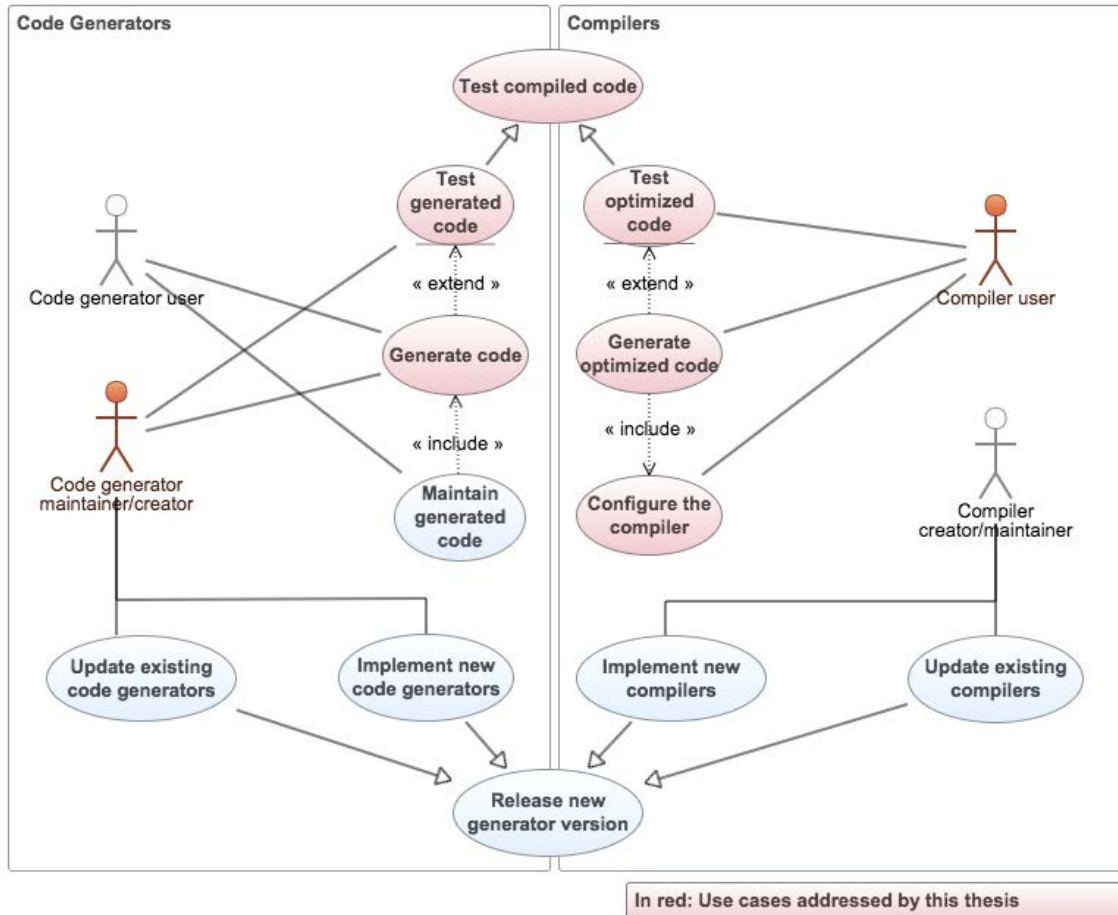 Code Generators
Compilers
Test compiled code
Test
generated
code
Test
optimized
code
Code generator user
« extend »
« extend »
Compiler user
Generate code
Generate
optimized code
« include »
« include »
Code generator
maintainer/creator
Maintain
generated
code
Configure the
compiler
Compiler
creator/maintainer
Update existing
code generators
Implement new
code generators
Implement new
compilers
Update existing
compilers
Release new
generator version
In red: Use cases addressed by this thesis